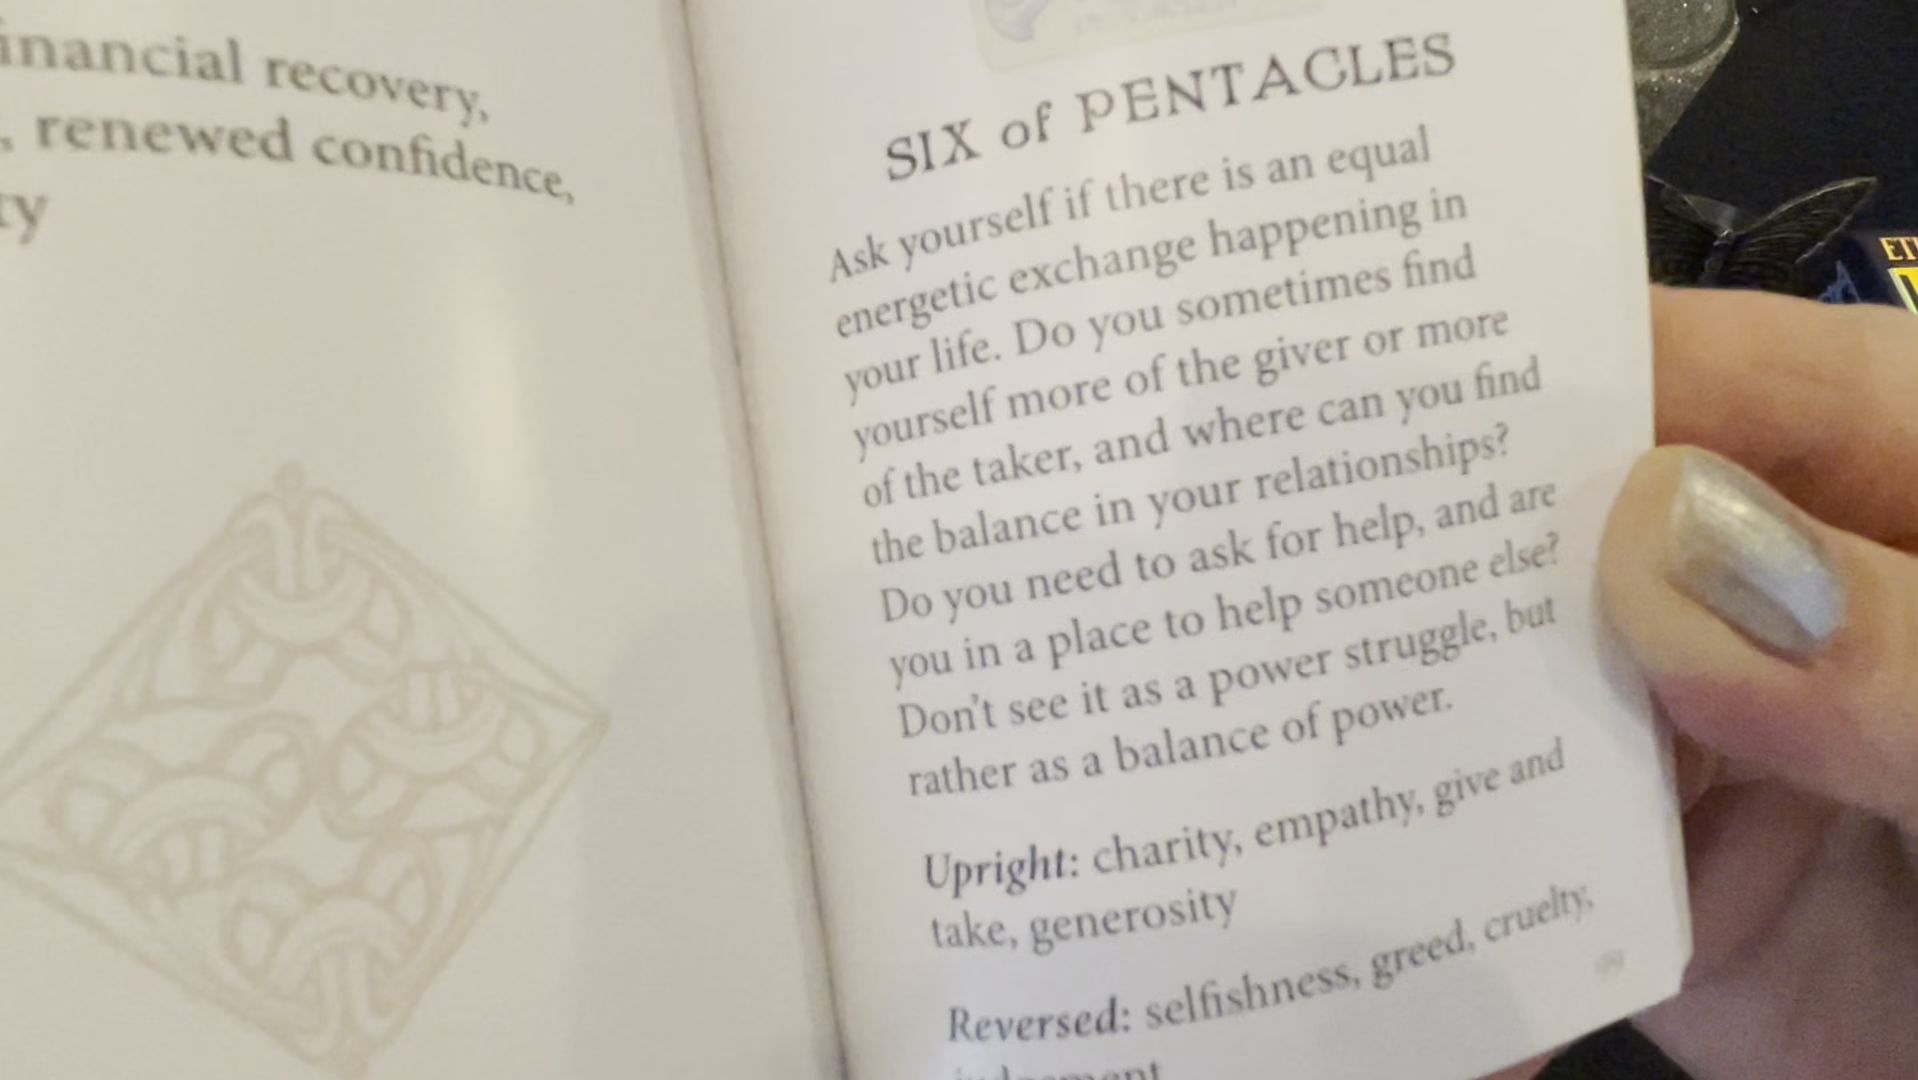 inancial recovery,
, renewed confidence,
ty
SIX of PENTACLES
Ask yourself if there is an equal
energetic exchange happening in
your life. Do you sometimes find
yourself more of the giver or more
of the taker, and where can you find
the balance in your relationships?
Do you need to ask for help, and are
you in a place to help someone else?
Don't see it as a power struggle, but
rather as a balance of power.
Upright: charity, empathy, give and
take, generosity
Reversed: selfishness, greed, cruelty,